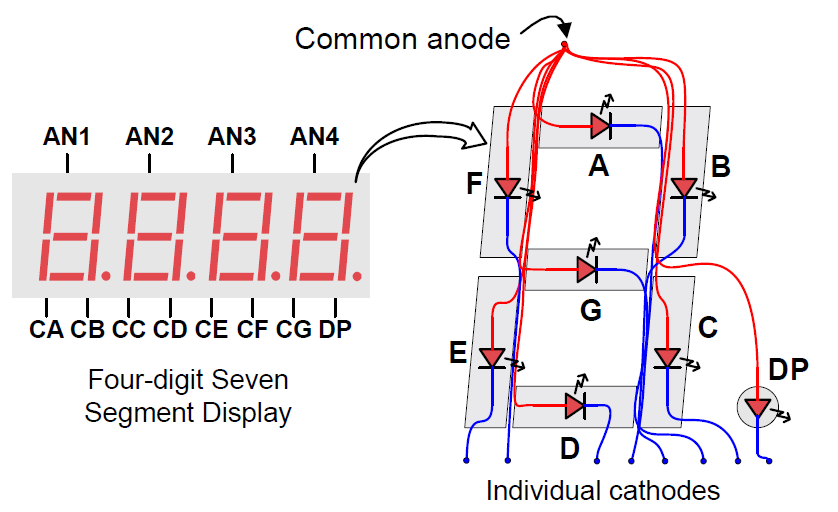 Common anode
AN1 AN2 AN3 AN4
A
B
F
G
C
E
DP
D
CA CB CC CD CE CF CG DP
Four-digit Seven
Segment Display
Individual cathodes